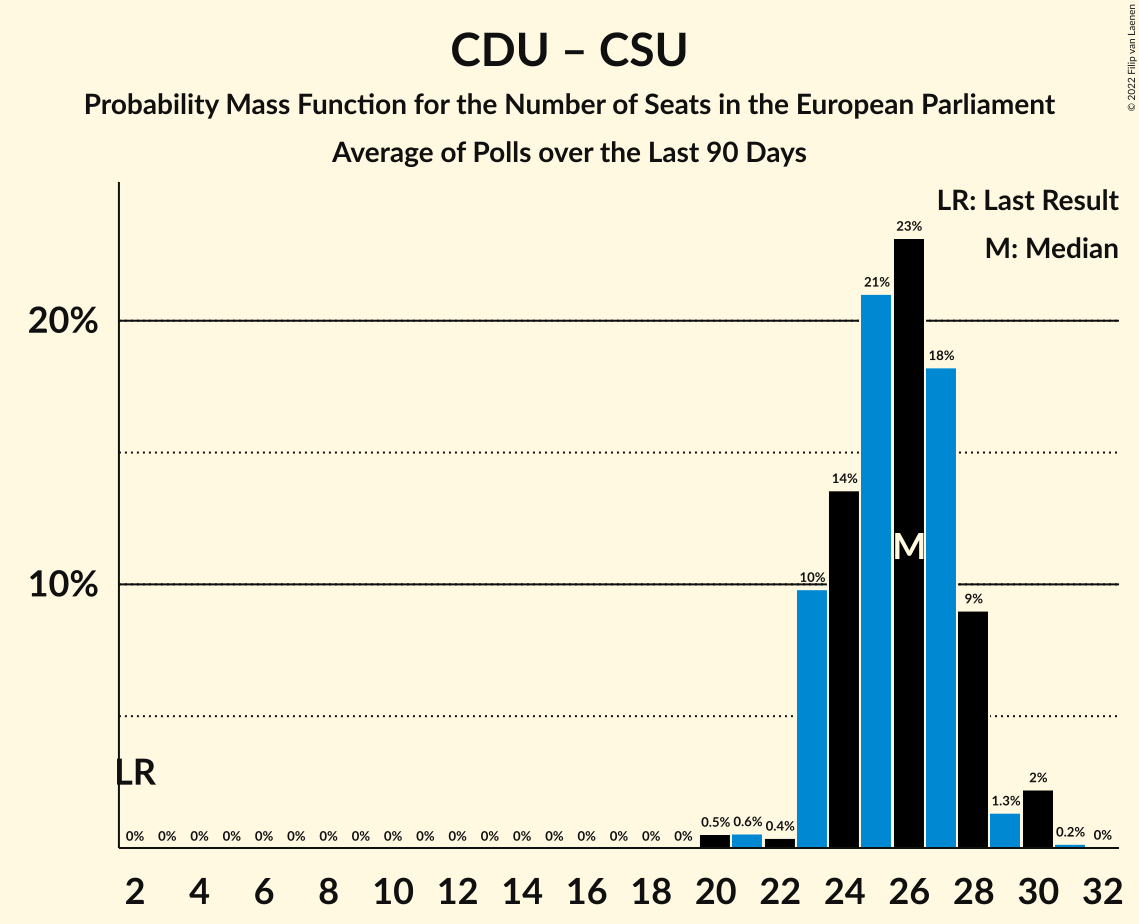 CDU – CSU
Probability Mass Function for the Number of Seats in the European Parliament
Average of Polls over the Last 90 Days
© 2022 Filip van Laenen
LR: Last Result
M: Median
20%
10%
LR
M
0% 0% 0% 0% 0% 0% 0% 0% 0% 0% 0% 0% 0% 0% 0% 0% 0% 0% 0.5% 0.6% 0.4% 10% 14% 21% 23% 18% 9% 1.3% 2% 0.2% 0%
2 4 6 8 10 12 14 16 18 20 22 24 26 28 30 32